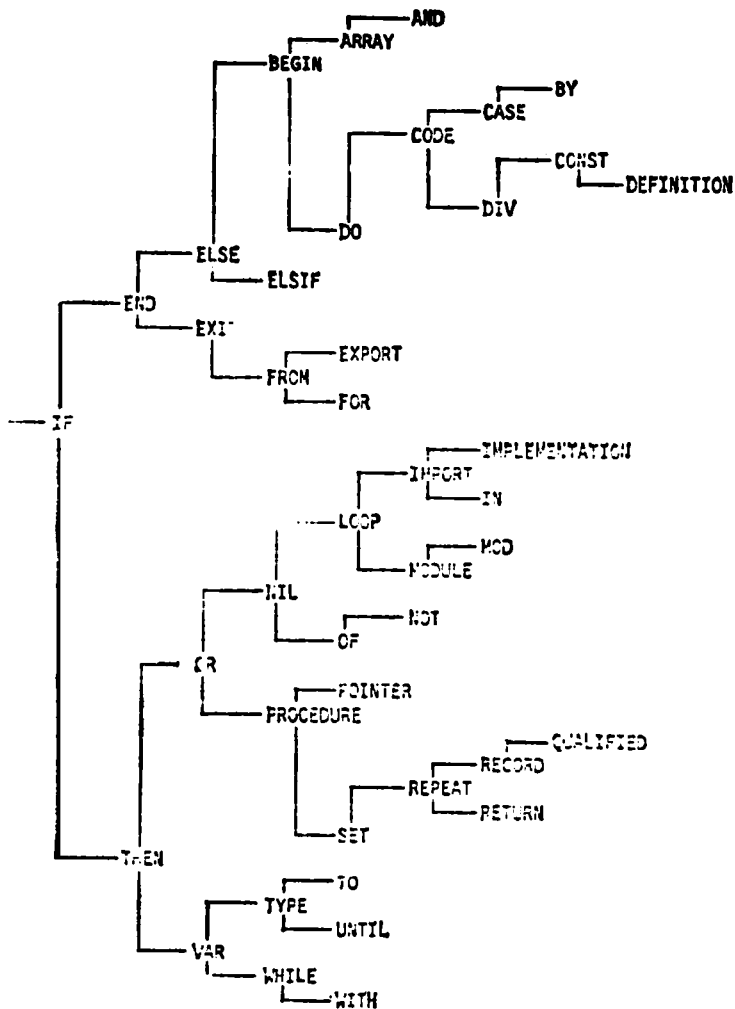 AND
ARRAY
BEGIN
BY
CASE
CODE
CONST
DEFINITION
DIV
DO
ELSE
ELSIF
END
EXIT
EXPORT
FROM
FOR
IF
IMPLEMENTATION
IMPORT
IN
LOOP
MOD
MODULE
NIL
NOT
OF
OR
POINTER
PROCEDURE
QUALIFIED
RECORD
REPEAT
RETURN
SET
THEN
TO
TYPE
UNTIL
VAR
WHILE
WITH